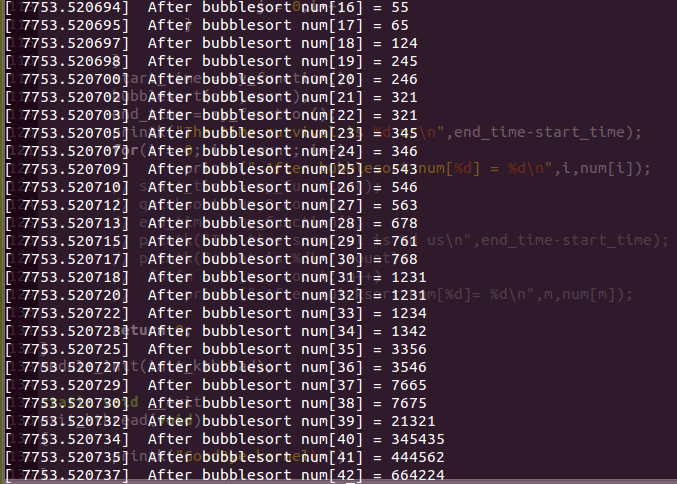 [ 7753.520694]  After bubblesort num[16] = 55
[ 7753.520695]  After bubblesort num[17] = 65
[ 7753.520697]  After bubblesort num[18] = 124
[ 7753.520698]  After bubblesort num[19] = 245
[ 7753.520700]  After bubblesort num[20] = 246
[ 7753.520702]  After bubblesort num[21] = 321
[ 7753.520703]  After bubblesort num[22] = 321
[ 7753.520705]  After bubblesort num[23] = 345
[ 7753.520707]  After bubblesort num[24] = 346
[ 7753.520709]  After bubblesort num[25] = 543
[ 7753.520710]  After bubblesort num[26] = 546
[ 7753.520712]  After bubblesort num[27] = 563
[ 7753.520713]  After bubblesort num[28] = 678
[ 7753.520715]  After bubblesort num[29] = 761
[ 7753.520717]  After bubblesort num[30] = 768
[ 7753.520718]  After bubblesort num[31] = 1231
[ 7753.520720]  After bubblesort num[32] = 1231
[ 7753.520722]  After bubblesort num[33] = 1234
[ 7753.520723]  After bubblesort num[34] = 1342
[ 7753.520725]  After bubblesort num[35] = 3356
[ 7753.520726]  After bubblesort num[36] = 3546
[ 7753.520729]  After bubblesort num[37] = 7665
[ 7753.520730]  After bubblesort num[38] = 7675
[ 7753.520732]  After bubblesort num[39] = 21321
[ 7753.520734]  After bubblesort num[40] = 345435
[ 7753.520735]  After bubblesort num[41] = 444562
[ 7753.520737]  After bubblesort num[42] = 664224